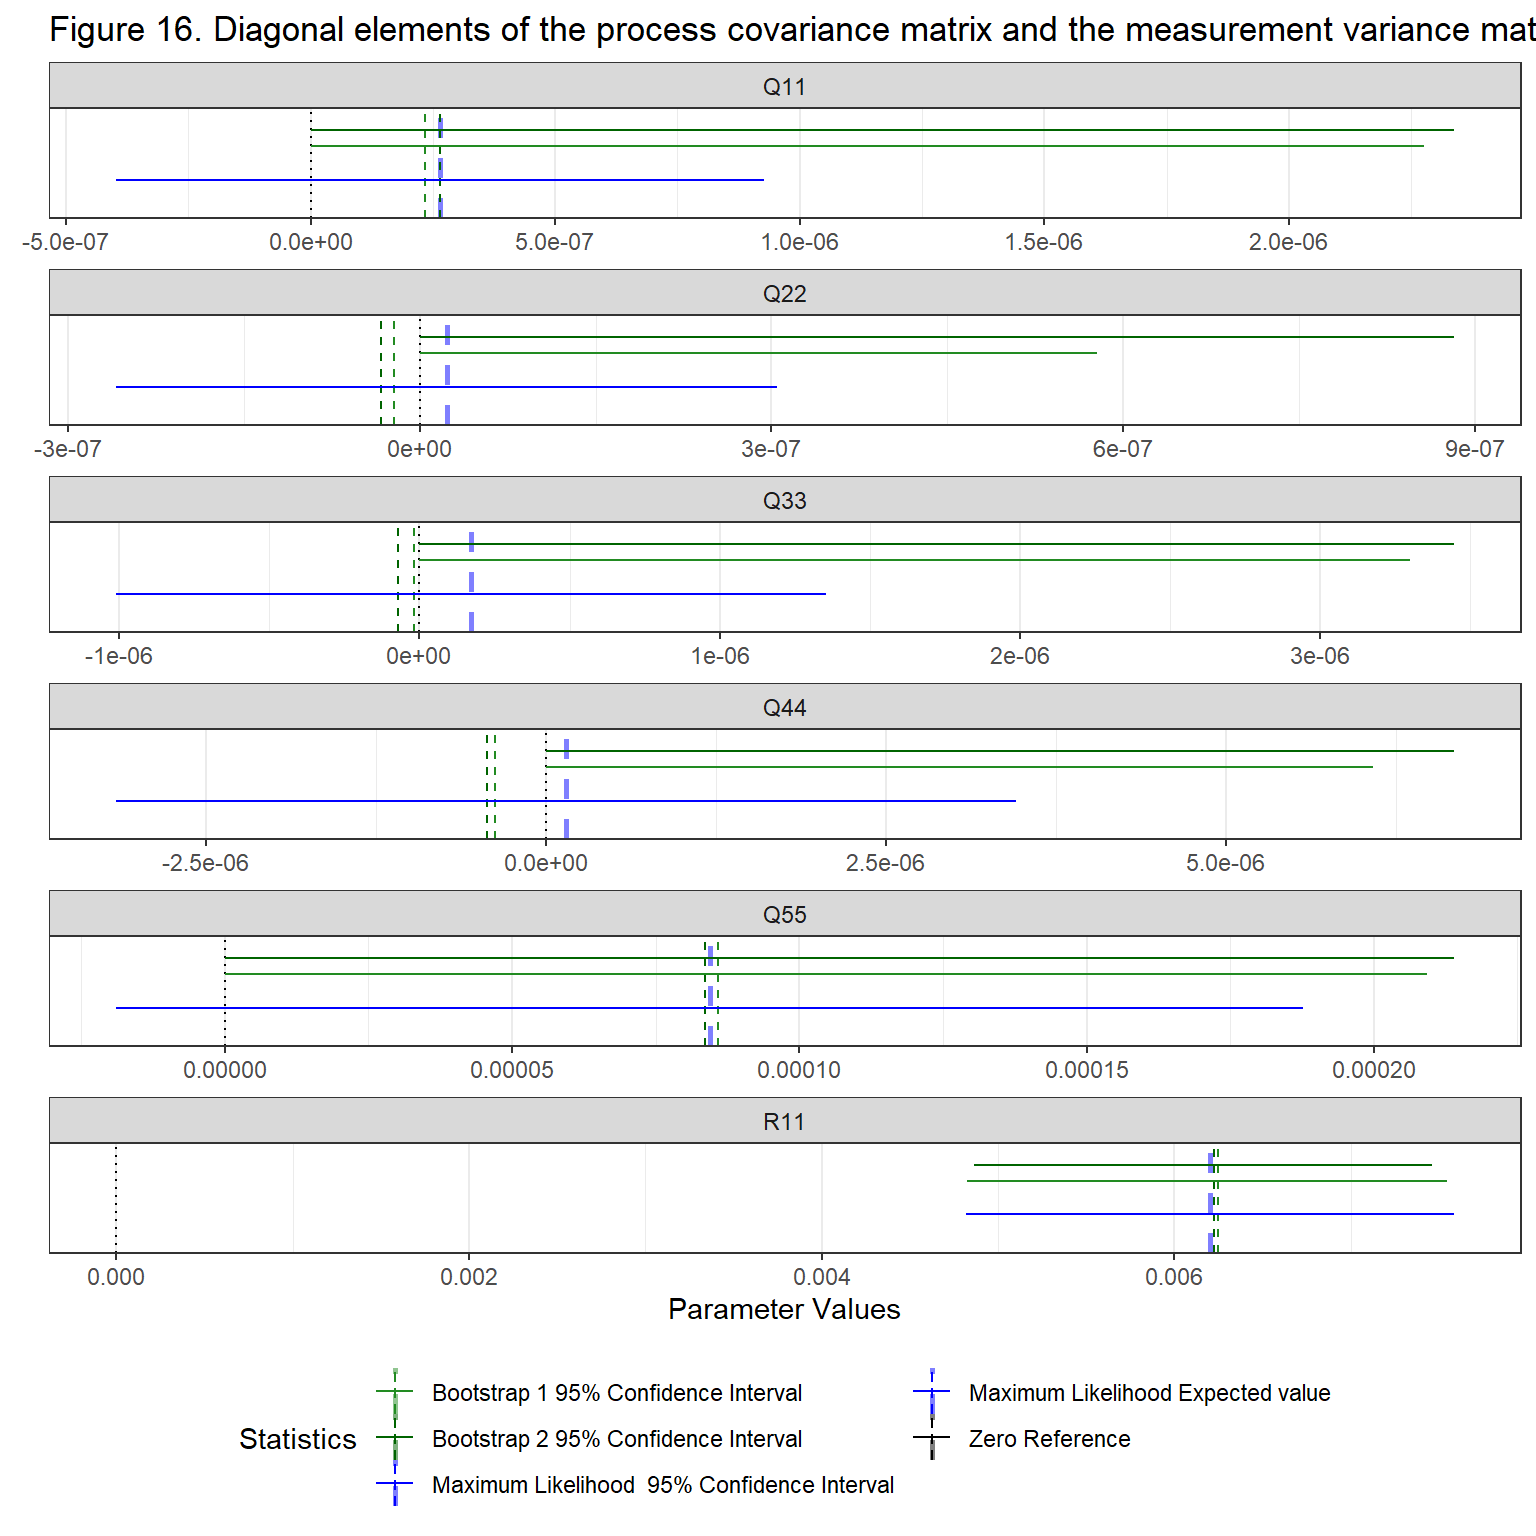 Figure 16. Diagonal elements of the process covariance matrix and the measurement variance mat
Q11
-5.0e-07 0.0e+00 5.0e-07 1.0e-06 1.5e-06 2.0e-06
Q22
-3e-07 0e+00 3e-07 6e-07 9e-07
Q33
-1e-06 0e+00 1e-06 2e-06 3e-06
Q44
-2.5e-06 0.0e+00 2.5e-06 5.0e-06
Q55
0.00000 0.00005 0.00010 0.00015 0.00020
R11
0.000 0.002 0.004 0.006
Parameter Values
Statistics
Bootstrap 1 95% Confidence Interval
Bootstrap 2 95% Confidence Interval
Maximum Likelihood  95% Confidence Interval
Maximum Likelihood Expected value
Zero Reference